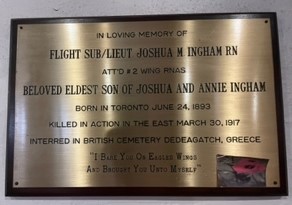 IN LOVING MEMORY OF
FLIGHT SUB/LIEUT JOSHUA M INGHAM RN
ATT'D #2 WING RNAS
BELOVED ELDEST SON OF JOSHUA AND ANNIE INGHAM
BORN IN TORONTO JUNE 24, 1893
KILLED IN ACTION IN THE EAST MARCH 30, 1917
INTERRED IN BRITISH CEMETERY DEDEAGATCH, GREECE
"I BARE YOU ON EAGLES WINGS
AND BROUGHT YOU UNTO MYSELF"